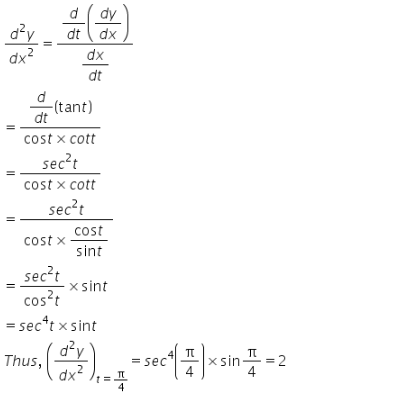 d²y/dx² = (d/dt(dy/dx))/(dx/dt)
= (d/dt(tant))/(cost × cott)
= sec²t/(cost × cott)
= sec²t/(cost × cost/sint)
= sec²t/cos²t × sint
= sec⁴t × sint
Thus, (d²y/dx²)ₜ₌π/4 = sec⁴(π/4) × sin π/4 = 2